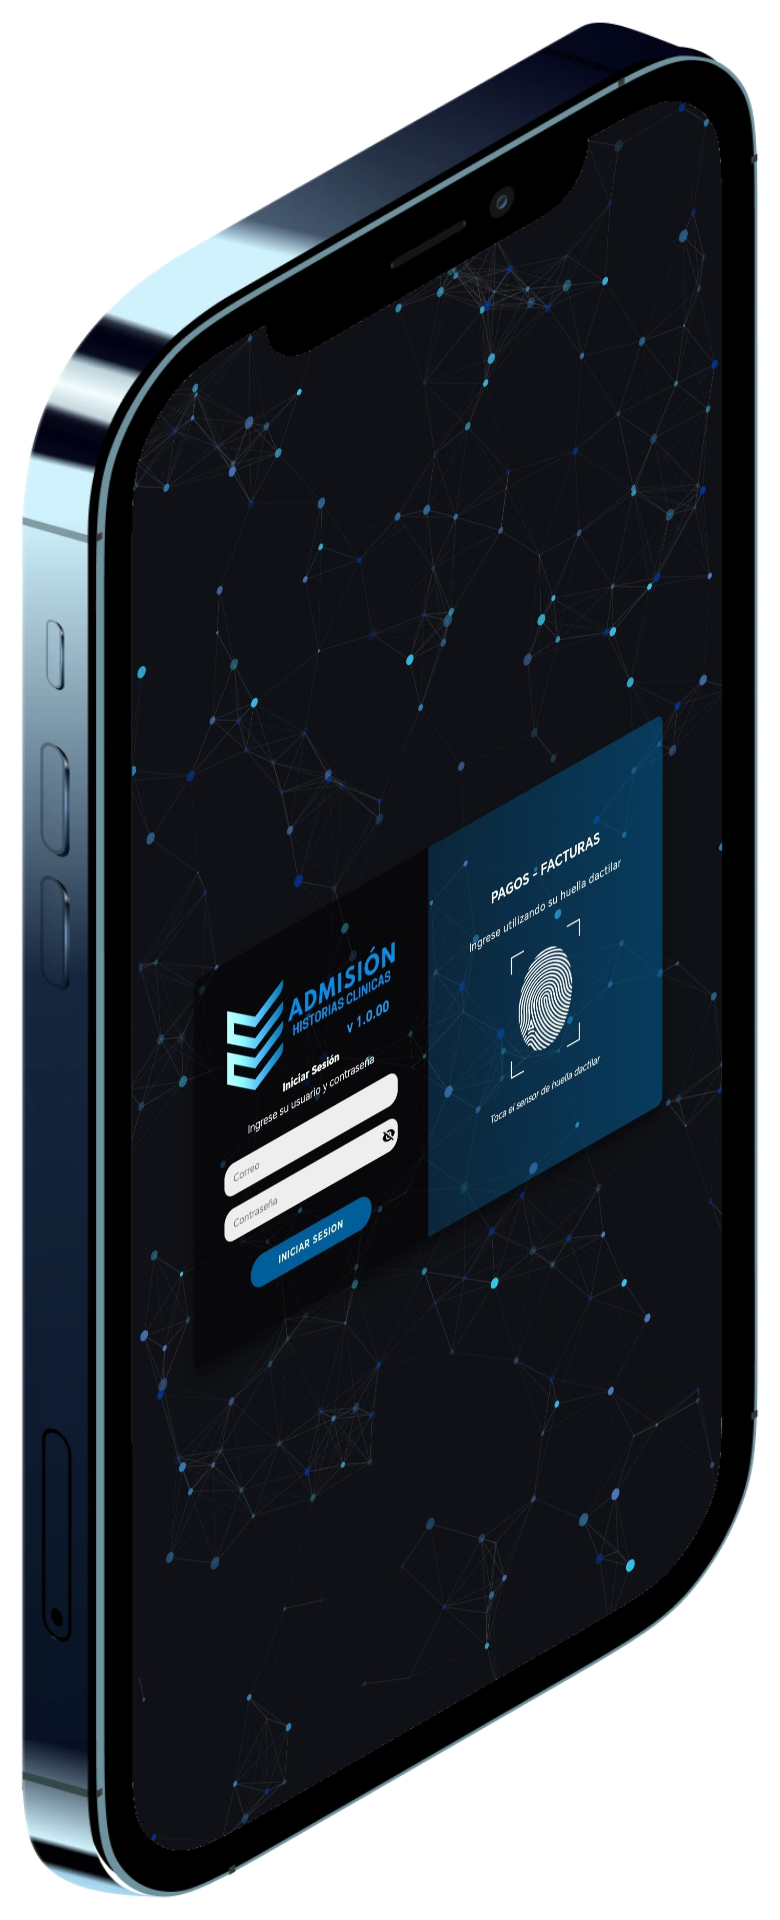 ADMISIÓN
HISTORIAS CLINICAS
v 1.0.00
Iniciar Sesión
Ingrese su usuario y contraseña
Correo
Contraseña
INICIAR SESION
PAGOS - FACTURAS
Ingrese utilizando su huella dactilar
Toca el sensor de huella dactilar